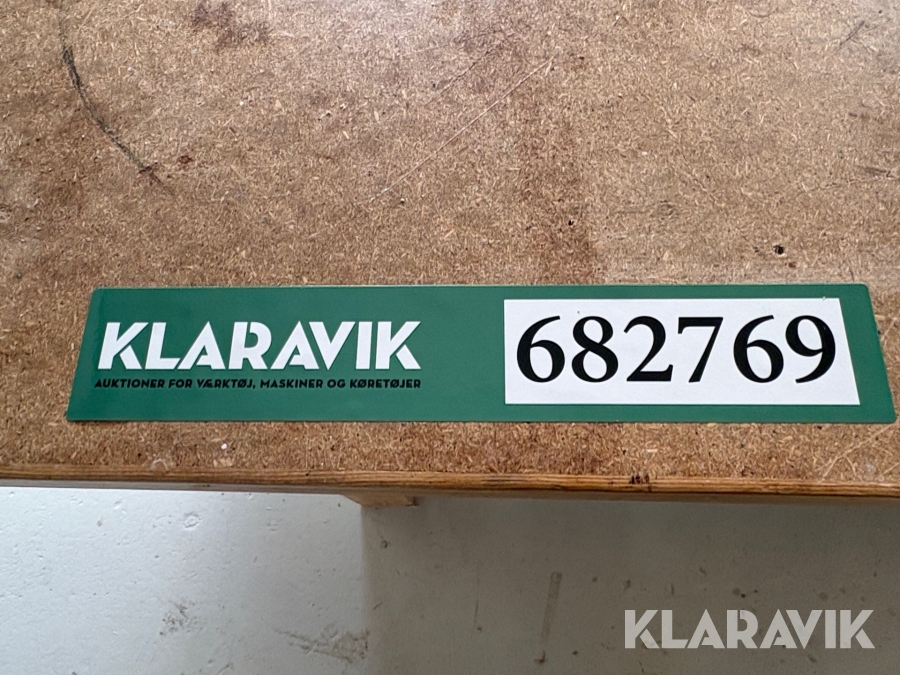 KLARAVIK
AUKTIONER FOR VÆRKTØJ, MASKINER OG KØRETØJER
682769
KLARAVIK